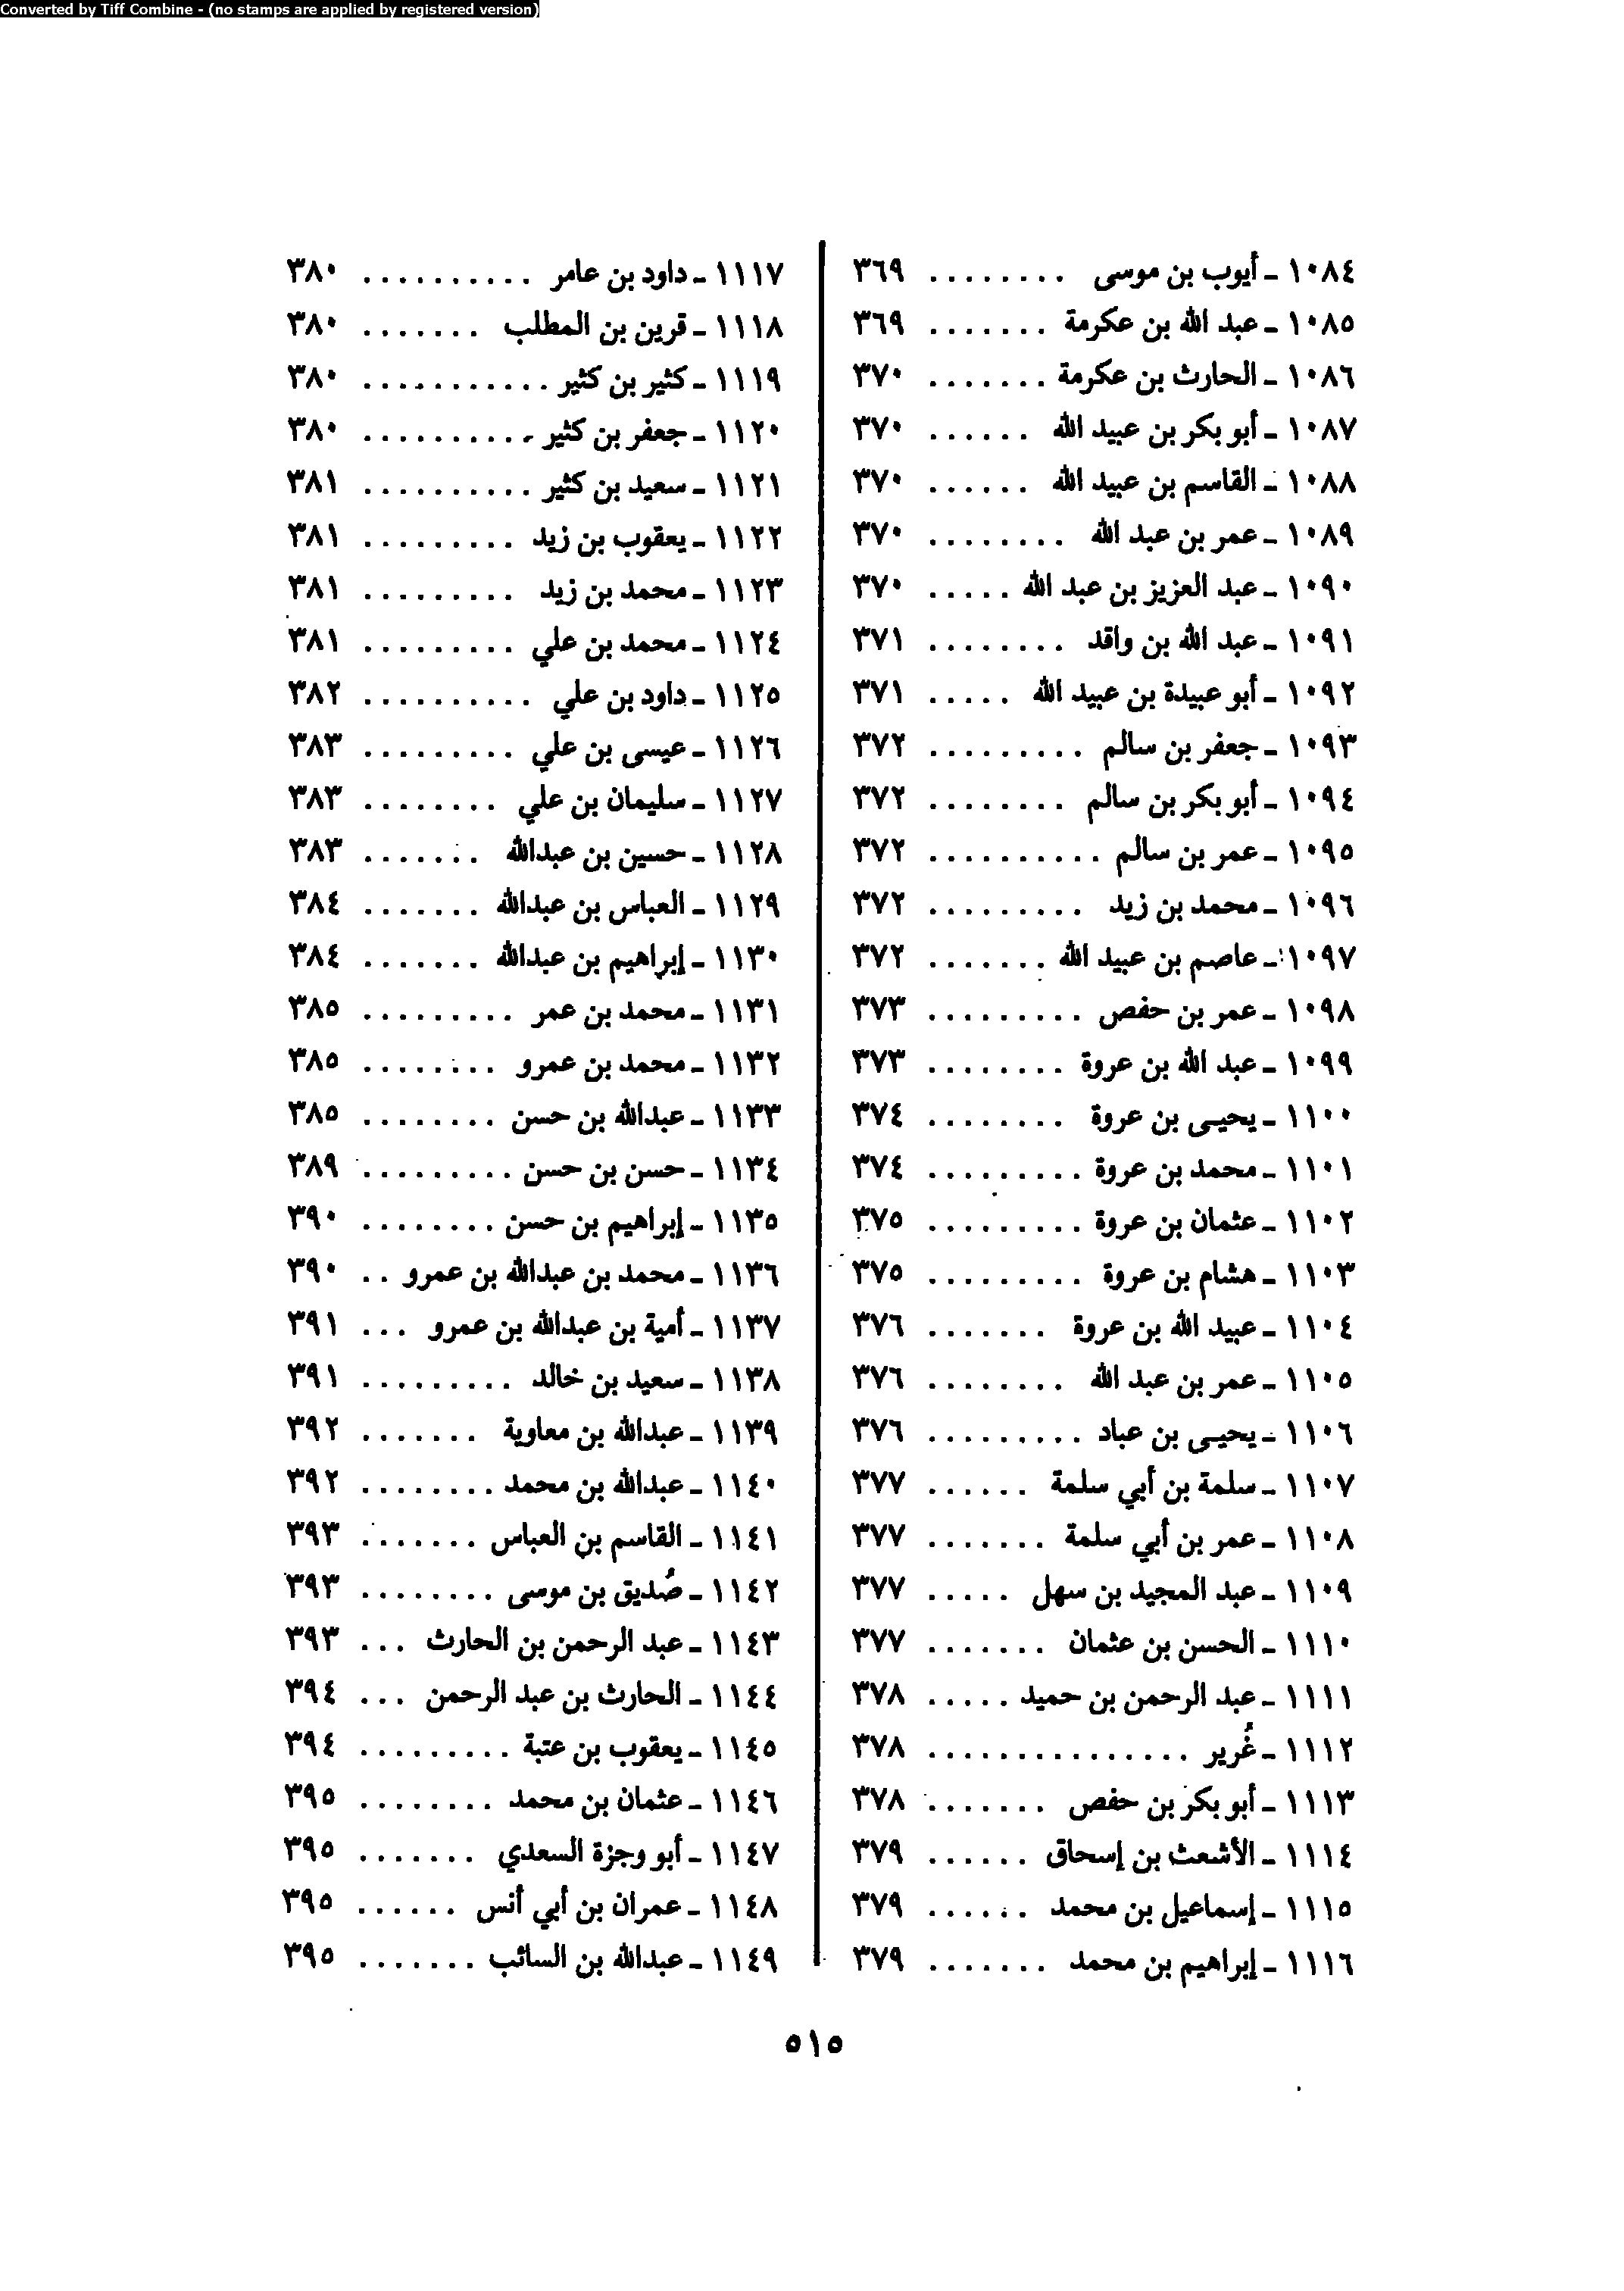 Converted by Tiff Combine - (no stamps are applied by registered version)
١٠٨٤ - أيوب بن موسى ........ ٣٦٩
١٠٨٥ - عبد الله بن عكرمة ....... ٣٦٩
١٠٨٦ - الحارث بن عكرمة ....... ٣٧٠
١٠٨٧ - أبو بكر بن عبيد الله ...... ٣٧٠
١٠٨٨ - القاسم بن عبيد الله ...... ٣٧٠
١٠٨٩ - عمر بن عبد الله ........ ٣٧٠
١٠٩٠ - عبد العزيز بن عبد الله ..... ٣٧٠
١٠٩١ - عبد الله بن واقد ........ ٣٧١
١٠٩٢ - أبو عبيدة بن عبيد الله ..... ٣٧١
١٠٩٣ - جعفر بن سالم ......... ٣٧٢
١٠٩٤ - أبو بكر بن سالم ........ ٣٧٢
١٠٩٥ - عمر بن سالم .......... ٣٧٢
١٠٩٦ - محمد بن زيد ......... ٣٧٢
١٠٩٧ - عاصم بن عبيد الله ....... ٣٧٢
١٠٩٨ - عمر بن حفص ......... ٣٧٣
١٠٩٩ - عبد الله بن عروة ........ ٣٧٣
١١٠٠ - يحيى بن عروة ........ ٣٧٤
١١٠١ - محمد بن عروة ......... ٣٧٤
١١٠٢ - عثمان بن عروة ......... ٣٧٥
١١٠٣ - هشام بن عروة ......... ٣٧٥
١١٠٤ - عبيد الله بن عروة ....... ٣٧٦
١١٠٥ - عمر بن عبد الله ........ ٣٧٦
١١٠٦ - يحيى بن عباد ......... ٣٧٦
١١٠٧ - سلمة بن أبي سلمة ...... ٣٧٧
١١٠٨ - عمر بن أبي سلمة ....... ٣٧٧
١١٠٩ - عبد المجيد بن سهل ..... ٣٧٧
١١١٠ - الحسن بن عثمان ....... ٣٧٧
١١١١ - عبد الرحمن بن حميد ..... ٣٧٨
١١١٢ - غُرير ............... ٣٧٨
١١١٣ - أبو بكر بن حفص ....... ٣٧٨
١١١٤ - الأشعث بن إسحاق ...... ٣٧٩
١١١٥ - إسماعيل بن محمد ...... ٣٧٩
١١١٦ - إبراهيم بن محمد ....... ٣٧٩
١١١٧ - داود بن عامر .......... ٣٨٠
١١١٨ - قرين بن المطلب ....... ٣٨٠
١١١٩ - كثير بن كثير ........... ٣٨٠
١١٢٠ - جعفر بن كثير .......... ٣٨٠
١١٢١ - سعيد بن كثير .......... ٣٨١
١١٢٢ - يعقوب بن زيد ......... ٣٨١
١١٢٣ - محمد بن زيد ......... ٣٨١
١١٢٤ - محمد بن علي ......... ٣٨١
١١٢٥ - داود بن علي .......... ٣٨٢
١١٢٦ - عيسى بن علي ......... ٣٨٣
١١٢٧ - سليمان بن علي ........ ٣٨٣
١١٢٨ - حسين بن عبدالله ....... ٣٨٣
١١٢٩ - العباس بن عبدالله ....... ٣٨٤
١١٣٠ - إبراهيم بن عبدالله ....... ٣٨٤
١١٣١ - محمد بن عمر ......... ٣٨٥
١١٣٢ - محمد بن عمرو ........ ٣٨٥
١١٣٣ - عبدالله بن حسن ........ ٣٨٥
١١٣٤ - حسن بن حسن ......... ٣٨٩
١١٣٥ - إبراهيم بن حسن ........ ٣٩٠
١١٣٦ - محمد بن عبدالله بن عمرو .. ٣٩٠
١١٣٧ - أمية بن عبدالله بن عمرو ... ٣٩١
١١٣٨ - سعيد بن خالد ......... ٣٩١
١١٣٩ - عبدالله بن معاوية ....... ٣٩٢
١١٤٠ - عبدالله بن محمد ........ ٣٩٢
١١٤١ - القاسم بن العباس ....... ٣٩٣
١١٤٢ - صُديق بن موسى ........ ٣٩٣
١١٤٣ - عبد الرحمن بن الحارث ... ٣٩٣
١١٤٤ - الحارث بن عبد الرحمن ... ٣٩٤
١١٤٥ - يعقوب بن عتبة ......... ٣٩٤
١١٤٦ - عثمان بن محمد ........ ٣٩٥
١١٤٧ - أبو وجزة السعدي ....... ٣٩٥
١١٤٨ - عمران بن أبي أنس ...... ٣٩٥
١١٤٩ - عبدالله بن السائب ....... ٣٩٥
٥١٥